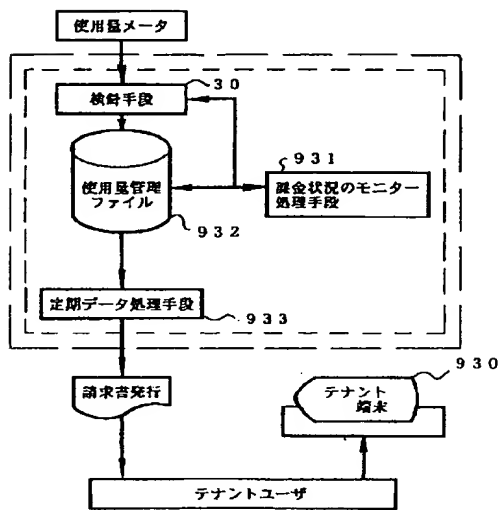 使用量メータ
30
検針手段
931
使用量管理
ファイル
課金状況のモニター
処理手段
932
定期データ処理手段
933
請求書発行
930
テナント
端末
テナントユーザ